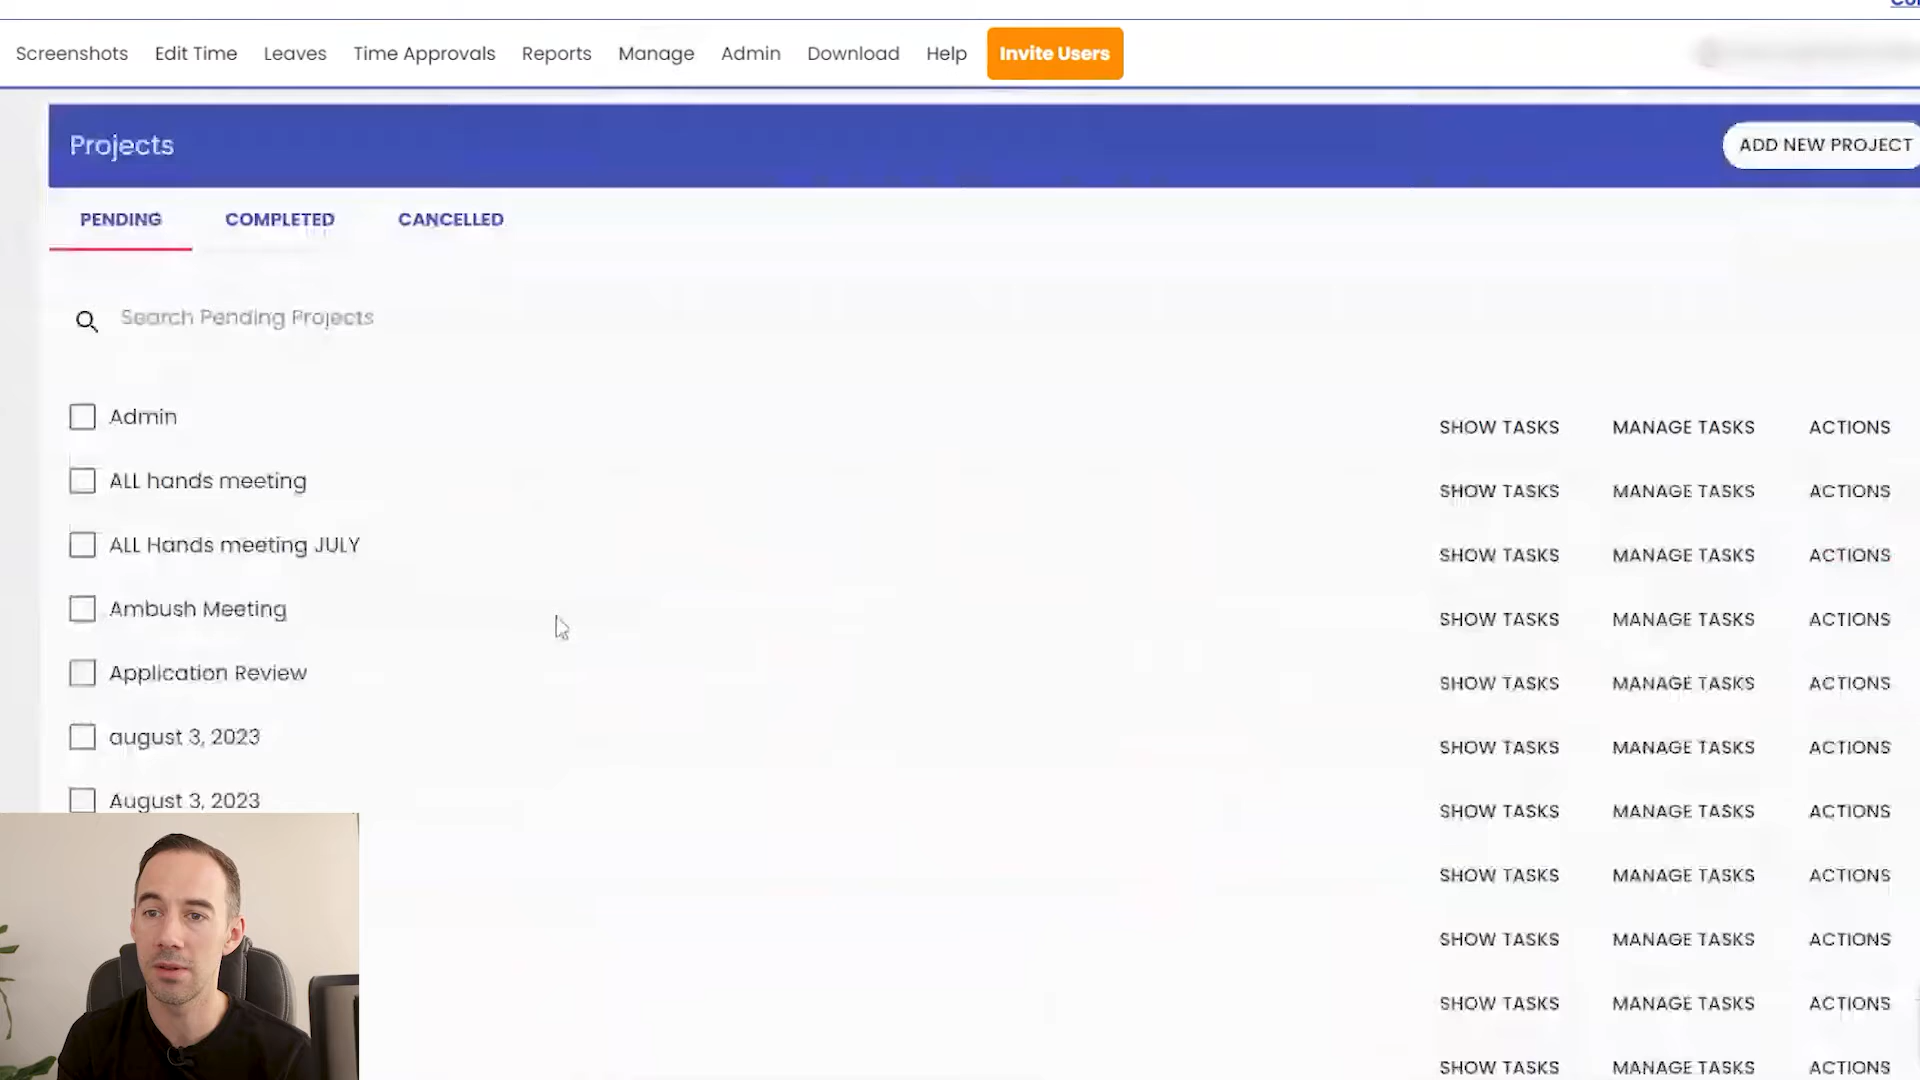 Screenshots Edit Time Leaves Time Approvals Reports Manage Admin Download Help Invite Users
Projects ADD NEW PROJECT
PENDING COMPLETED CANCELLED
Search Pending Projects
Admin SHOW TASKS MANAGE TASKS ACTIONS
ALL hands meeting SHOW TASKS MANAGE TASKS ACTIONS
ALL Hands meeting JULY SHOW TASKS MANAGE TASKS ACTIONS
Ambush Meeting SHOW TASKS MANAGE TASKS ACTIONS
Application Review SHOW TASKS MANAGE TASKS ACTIONS
august 3, 2023 SHOW TASKS MANAGE TASKS ACTIONS
August 3, 2023 SHOW TASKS MANAGE TASKS ACTIONS
SHOW TASKS MANAGE TASKS ACTIONS
SHOW TASKS MANAGE TASKS ACTIONS
SHOW TASKS MANAGE TASKS ACTIONS
SHOW TASKS MANAGE TASKS ACTIONS